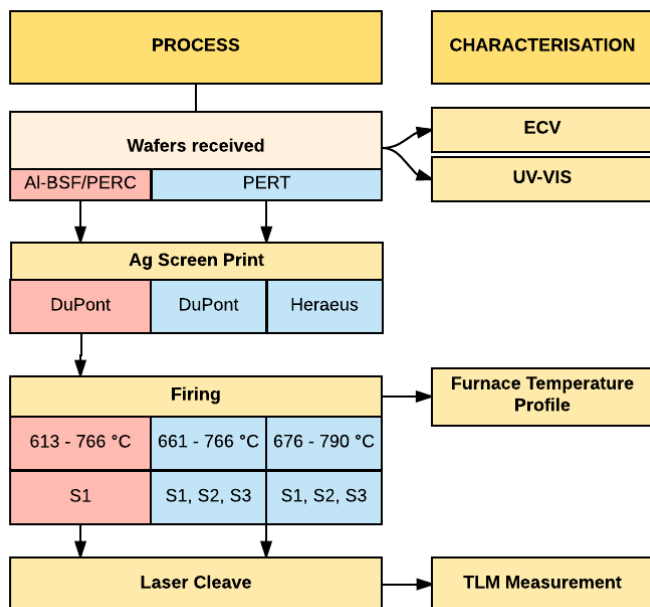 PROCESS
CHARACTERISATION
Wafers received
ECV
UV-VIS
Al-BSF/PERC
PERT
Ag Screen Print
DuPont
DuPont
Heraeus
Firing
Furnace Temperature
Profile
613 - 766 °C
661 - 766 °C
676 - 790 °C
S1
S1, S2, S3
S1, S2, S3
Laser Cleave
TLM Measurement